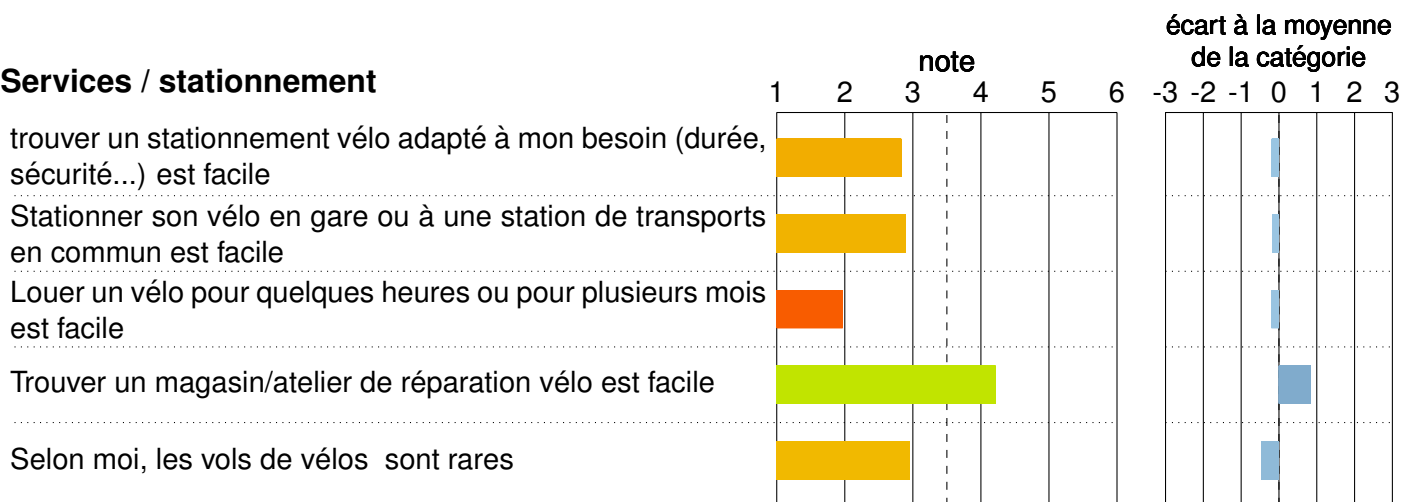 écart à la moyenne
note de la catégorie
Services / stationnement
1 2 3 4 5 6 -3 -2 -1 0 1 2 3
trouver un stationnement vélo adapté à mon besoin (durée,
sécurité...) est facile
Stationner son vélo en gare ou à une station de transports
en commun est facile
Louer un vélo pour quelques heures ou pour plusieurs mois
est facile
Trouver un magasin/atelier de réparation vélo est facile
Selon moi, les vols de vélos sont rares